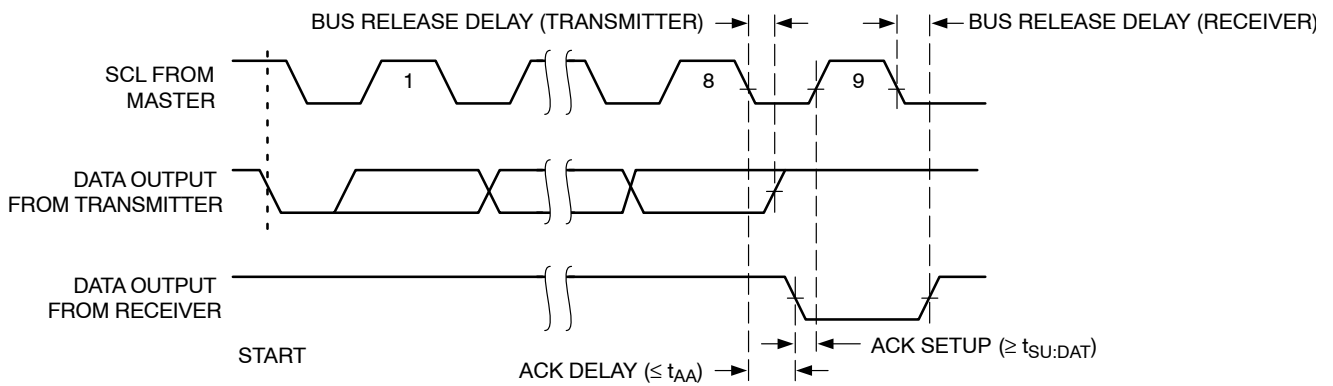 BUS RELEASE DELAY (TRANSMITTER)
BUS RELEASE DELAY (RECEIVER)
SCL FROM
MASTER
1
8
9
DATA OUTPUT
FROM TRANSMITTER
DATA OUTPUT
FROM RECEIVER
START
ACK SETUP (≥ tSU:DAT)
ACK DELAY (≤ tAA)